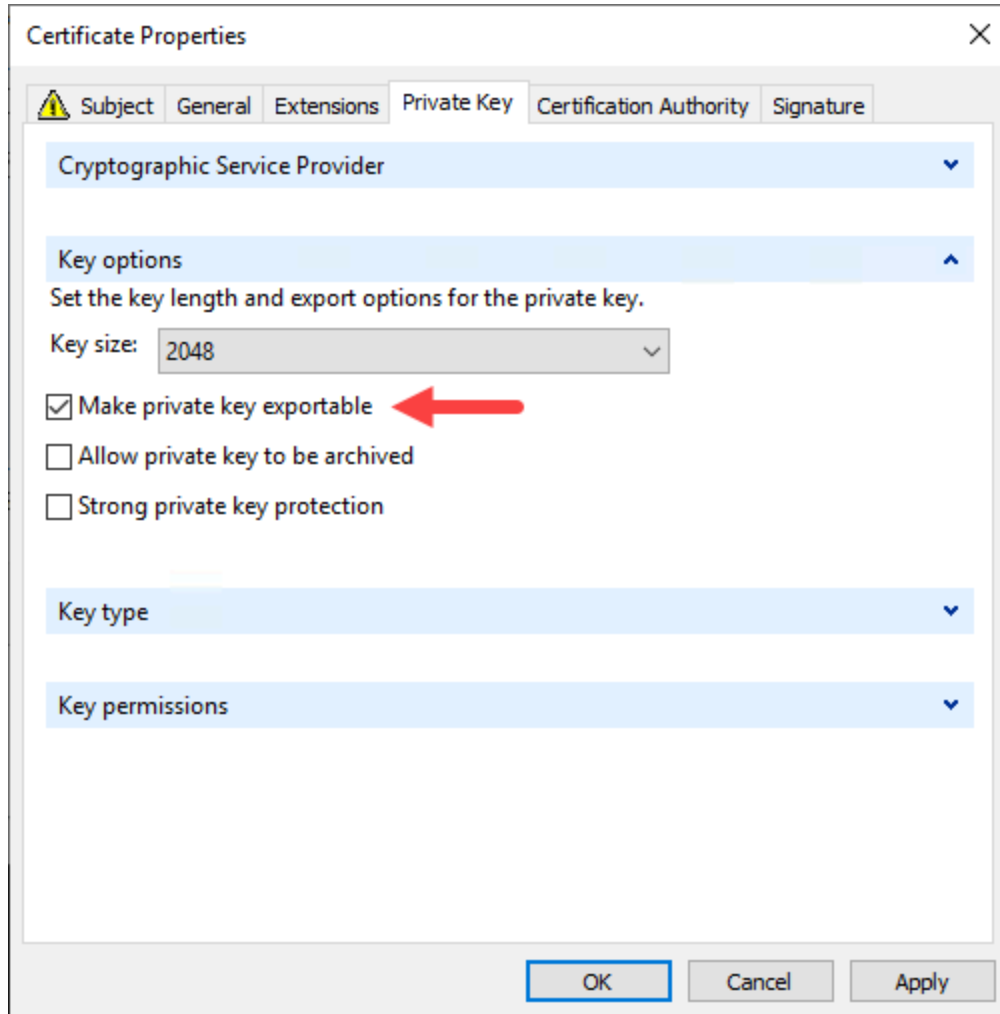 Certificate Properties
Subject General Extensions Private Key Certification Authority Signature
Cryptographic Service Provider
Key options
Set the key length and export options for the private key.
Key size: 2048
Make private key exportable
Allow private key to be archived
Strong private key protection
Key type
Key permissions
OK Cancel Apply